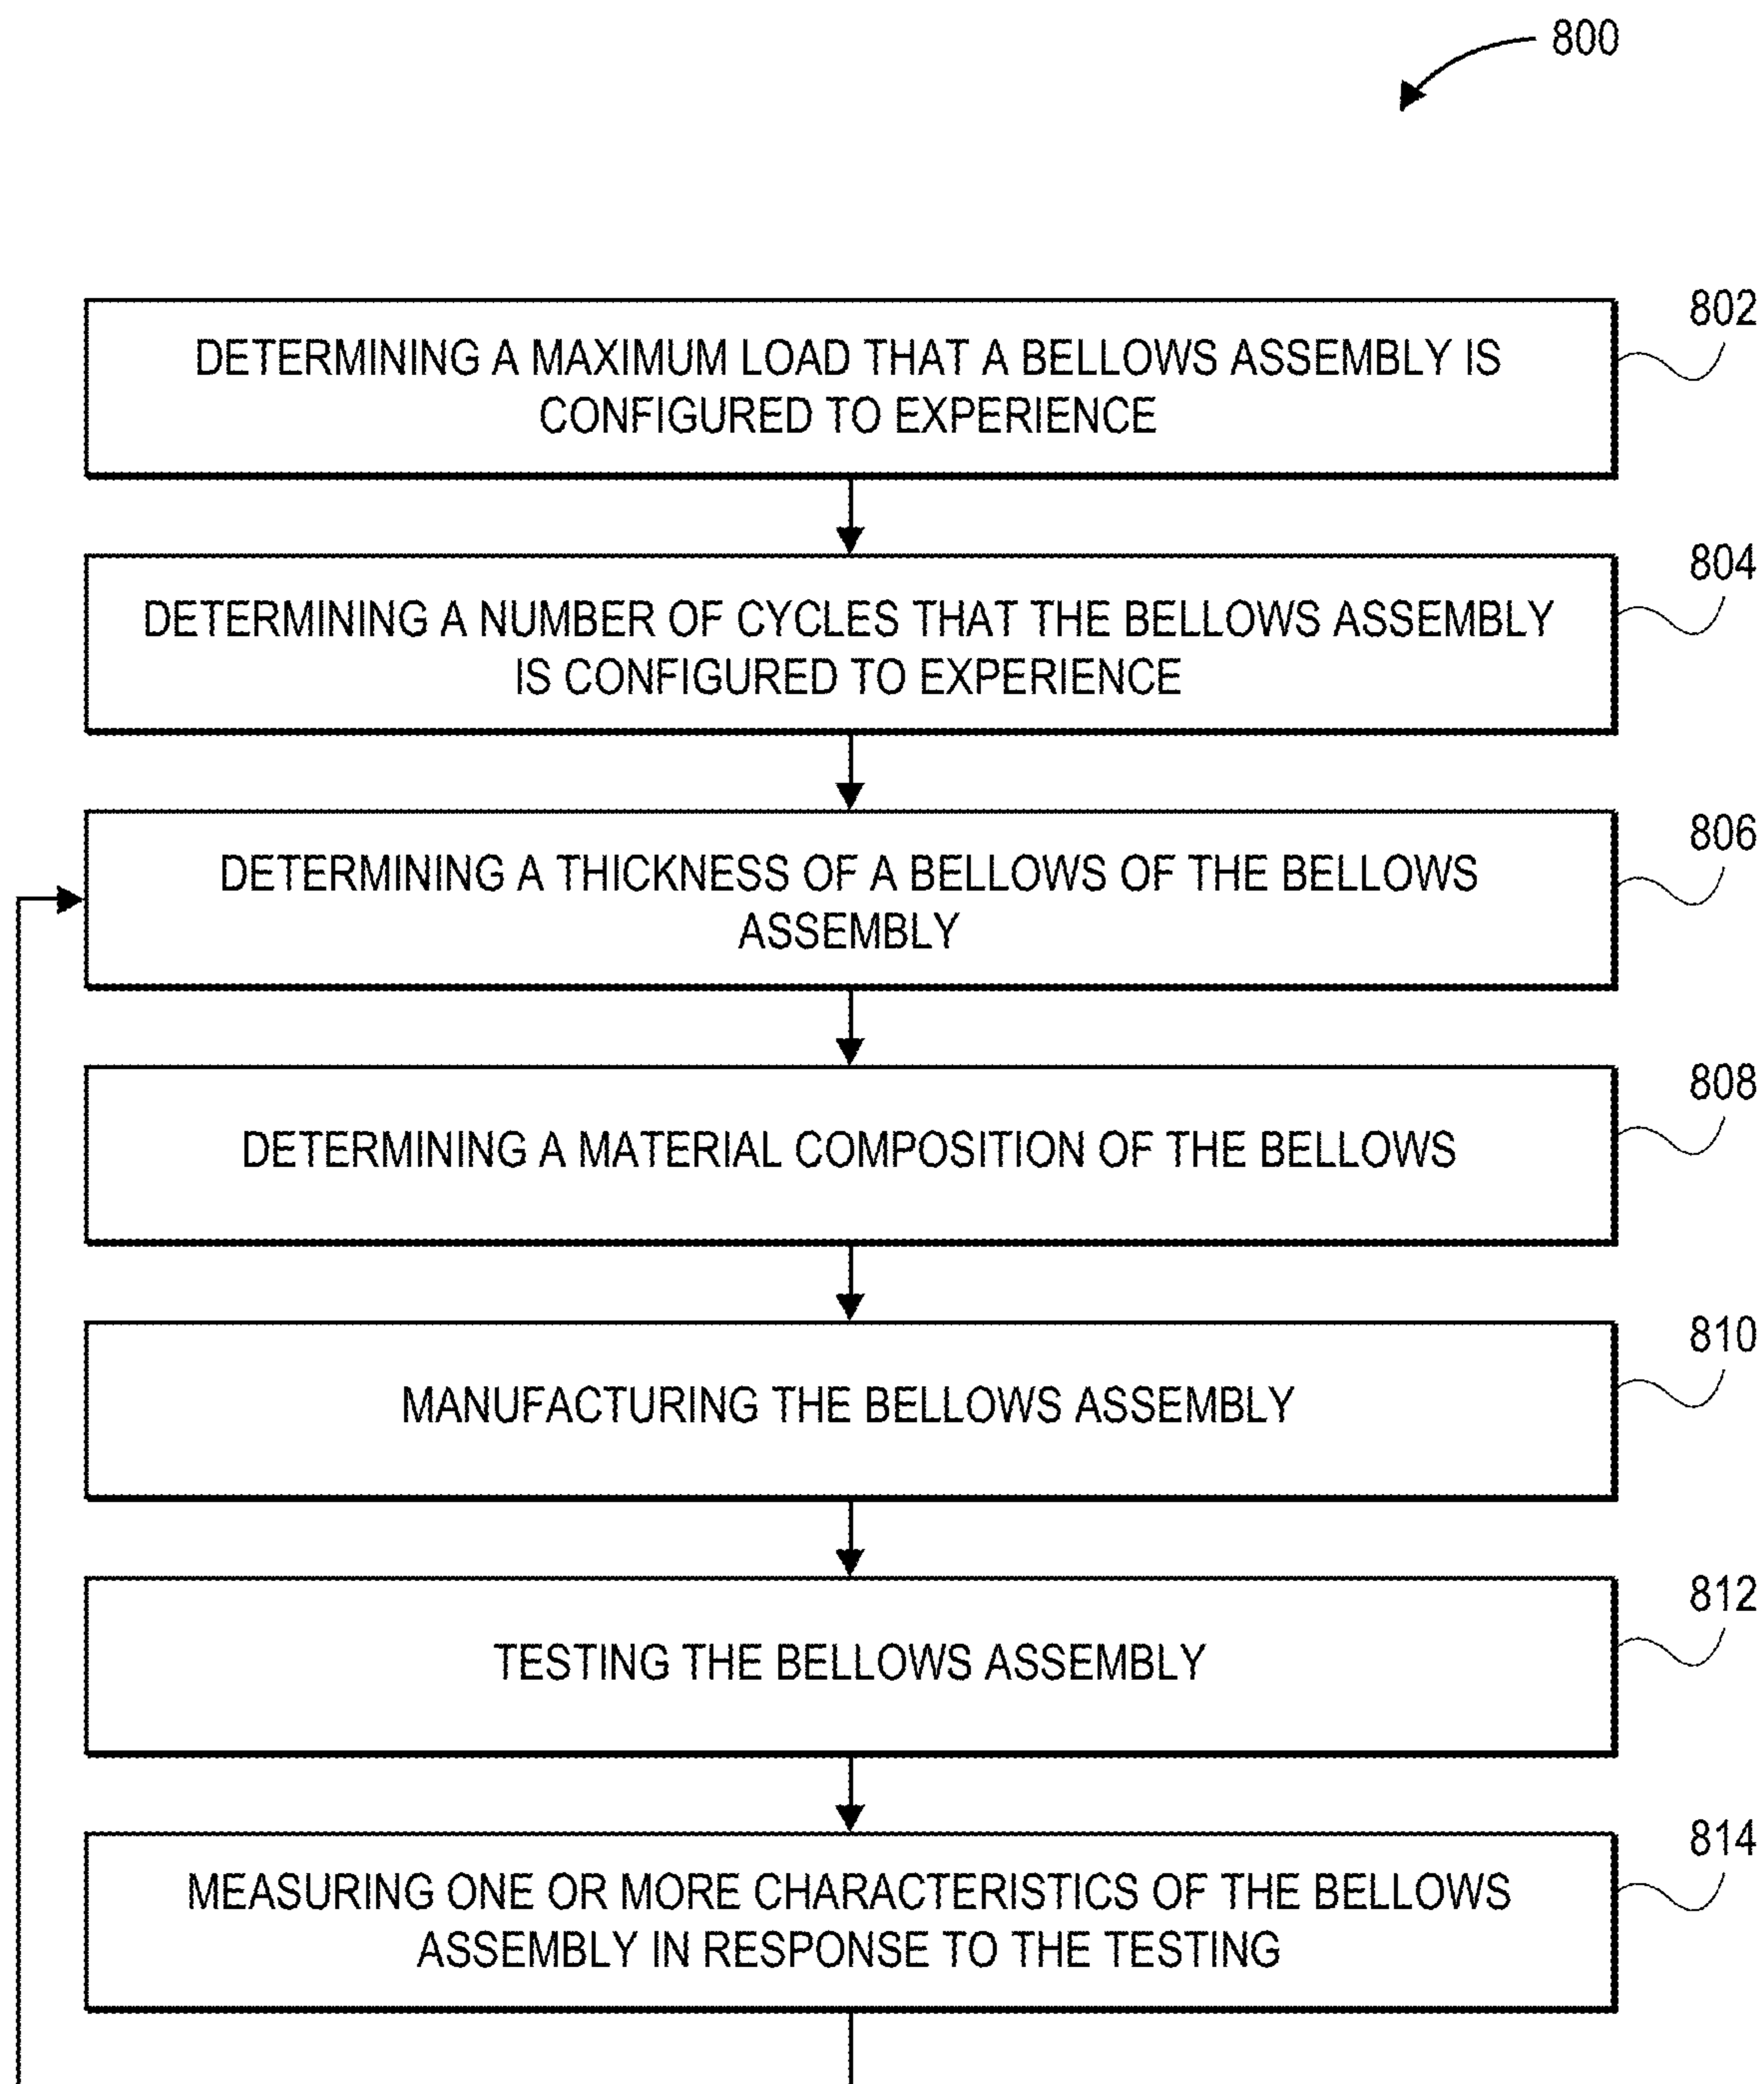 800
DETERMINING A MAXIMUM LOAD THAT A BELLOWS ASSEMBLY IS
CONFIGURED TO EXPERIENCE
802
DETERMINING A NUMBER OF CYCLES THAT THE BELLOWS ASSEMBLY
IS CONFIGURED TO EXPERIENCE
804
DETERMINING A THICKNESS OF A BELLOWS OF THE BELLOWS
ASSEMBLY
806
DETERMINING A MATERIAL COMPOSITION OF THE BELLOWS
808
MANUFACTURING THE BELLOWS ASSEMBLY
810
TESTING THE BELLOWS ASSEMBLY
812
MEASURING ONE OR MORE CHARACTERISTICS OF THE BELLOWS
ASSEMBLY IN RESPONSE TO THE TESTING
814